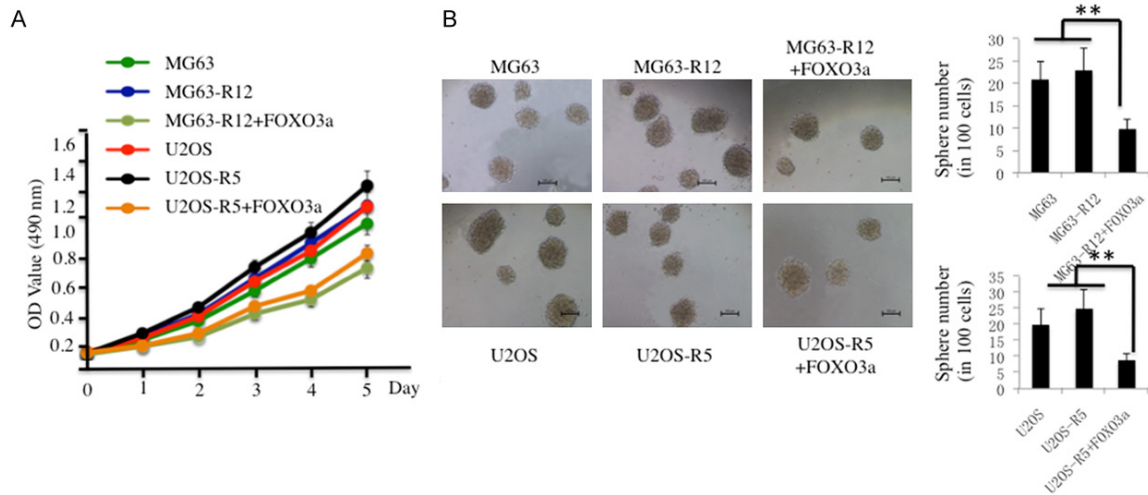 A
MG63
MG63-R12
MG63-R12+FOXO3a
U2OS
U2OS-R5
U2OS-R5+FOXO3a
OD Value (490 nm)
1.6
1.4
1.2
1.0
0.8
0.6
0.4
0.2
0 1 2 3 4 5 Day
B
MG63
MG63-R12
MG63-R12
+FOXO3a
U2OS
U2OS-R5
U2OS-R5
+FOXO3a
**
Sphere number
(in 100 cells)
30
25
20
15
10
5
0
MG63
MG63-R12
MG63-R12+FOXO3a
**
Sphere number
(in 100 cells)
35
30
25
20
15
10
5
0
U2OS
U2OS-R5
U2OS-R5+FOXO3a